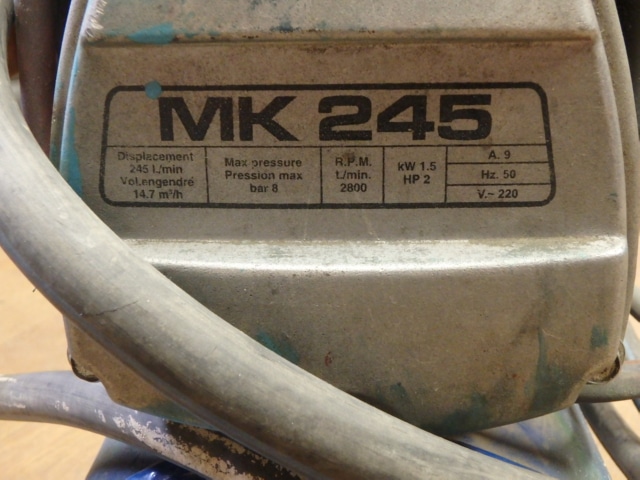 MK 245
Displacement
245 L/min
Vol.engendré
14.7 m³/h
Max pressure
Pression max
bar 8
R.P.M.
t./min.
2800
kW 1.5
HP 2
A. 9
Hz. 50
V.~ 220